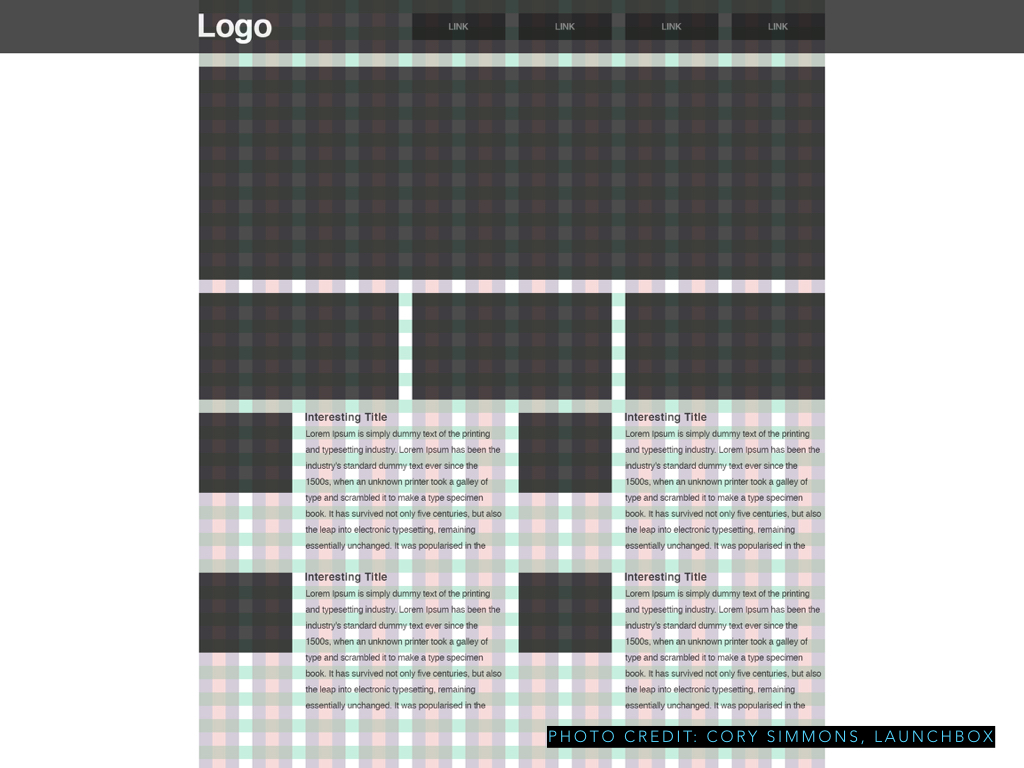 Logo
LINK LINK LINK LINK
Interesting Title
Lorem Ipsum is simply dummy text of the printing
and typesetting industry. Lorem Ipsum has been the
industry's standard dummy text ever since the
1500s, when an unknown printer took a galley of
type and scrambled it to make a type specimen
book. It has survived not only five centuries, but also
the leap into electronic typesetting, remaining
essentially unchanged. It was popularised in the
Interesting Title
Lorem Ipsum is simply dummy text of the printing
and typesetting industry. Lorem Ipsum has been the
industry's standard dummy text ever since the
1500s, when an unknown printer took a galley of
type and scrambled it to make a type specimen
book. It has survived not only five centuries, but also
the leap into electronic typesetting, remaining
essentially unchanged. It was popularised in the
Interesting Title
Lorem Ipsum is simply dummy text of the printing
and typesetting industry. Lorem Ipsum has been the
industry's standard dummy text ever since the
1500s, when an unknown printer took a galley of
type and scrambled it to make a type specimen
book. It has survived not only five centuries, but also
the leap into electronic typesetting, remaining
essentially unchanged. It was popularised in the
Interesting Title
Lorem Ipsum is simply dummy text of the printing
and typesetting industry. Lorem Ipsum has been the
industry's standard dummy text ever since the
1500s, when an unknown printer took a galley of
type and scrambled it to make a type specimen
book. It has survived not only five centuries, but also
the leap into electronic typesetting, remaining
essentially unchanged. It was popularised in the
PHOTO CREDIT: CORY SIMMONS, LAUNCHBOX